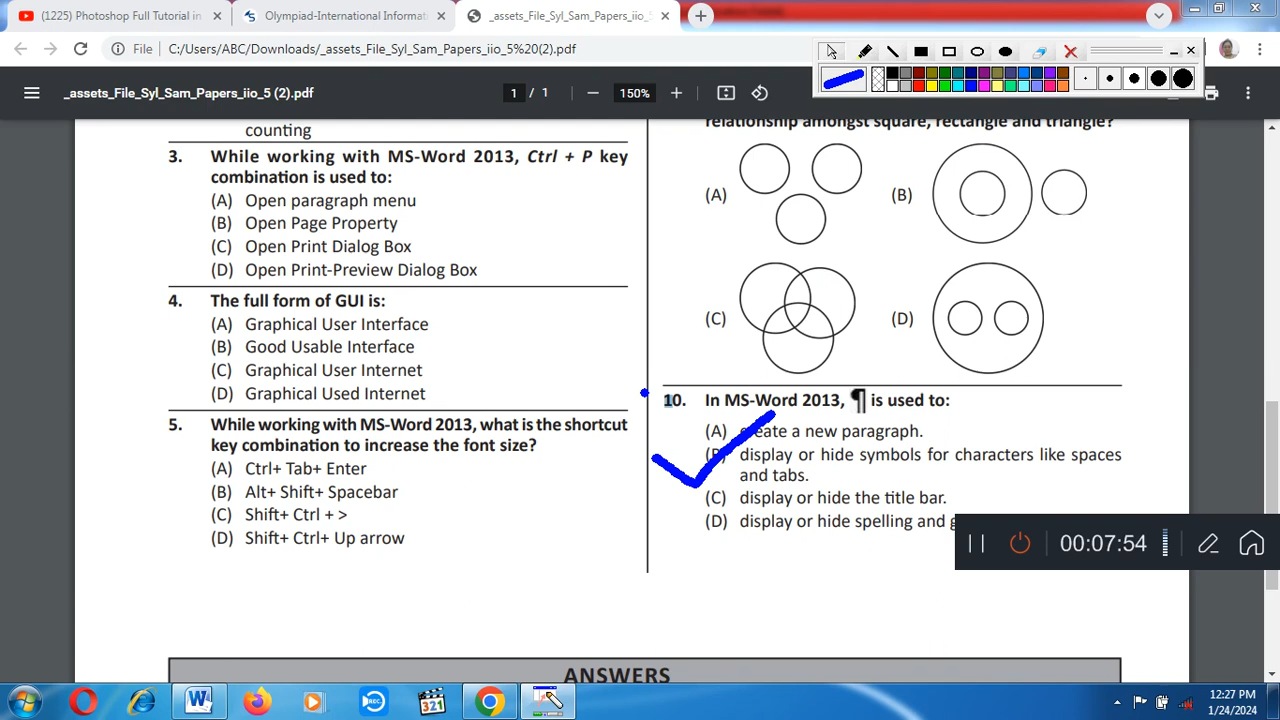 (1225) Photoshop Full Tutorial in
Olympiad-International Informati
_assets_File_Syl_Sam_Papers_iio_5
File
C:/Users/ABC/Downloads/_assets_File_Syl_Sam_Papers_iio_5%20(2).pdf
_assets_File_Syl_Sam_Papers_iio_5 (2).pdf
1 / 1
150%
counting
3. While working with MS-Word 2013, Ctrl + P key
combination is used to:
(A) Open paragraph menu
(B) Open Page Property
(C) Open Print Dialog Box
(D) Open Print-Preview Dialog Box
4. The full form of GUI is:
(A) Graphical User Interface
(B) Good Usable Interface
(C) Graphical User Internet
(D) Graphical Used Internet
5. While working with MS-Word 2013, what is the shortcut
key combination to increase the font size?
(A) Ctrl+ Tab+ Enter
(B) Alt+ Shift+ Spacebar
(C) Shift+ Ctrl + >
(D) Shift+ Ctrl+ Up arrow
relationship amongst square, rectangle and triangle?
(A)
(B)
(C)
(D)
10. In MS-Word 2013, ¶ is used to:
(A) create a new paragraph.
(B) display or hide symbols for characters like spaces
and tabs.
(C) display or hide the title bar.
(D) display or hide spelling and
00:07:54
ANSWERS
REC
321
12:27 PM
1/24/2024